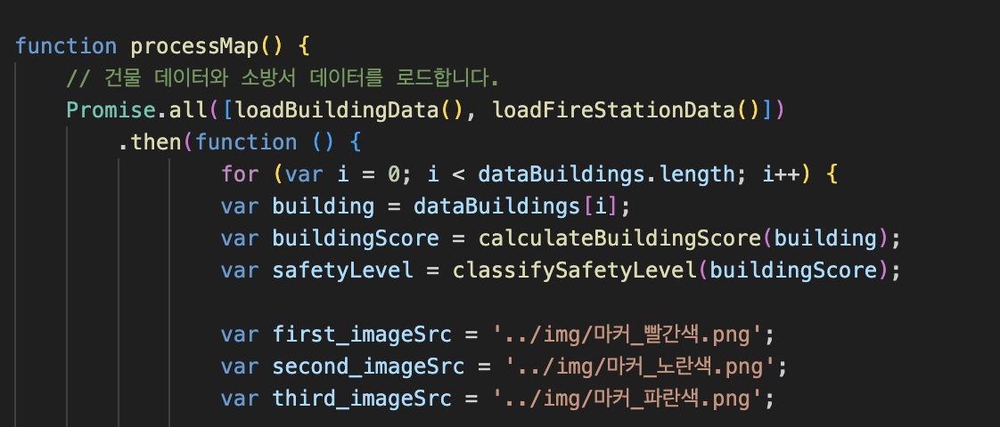 function processMap() {
// 건물 데이터와 소방서 데이터를 로드합니다.
Promise.all([loadBuildingData(), loadFireStationData()])
.then(function () {
for (var i = 0; i < dataBuildings.length; i++) {
var building = dataBuildings[i];
var buildingScore = calculateBuildingScore(building);
var safetyLevel = classifySafetyLevel(buildingScore);
var first_imageSrc = '../img/마커_빨간색.png';
var second_imageSrc = '../img/마커_노란색.png';
var third_imageSrc = '../img/마커_파란색.png';